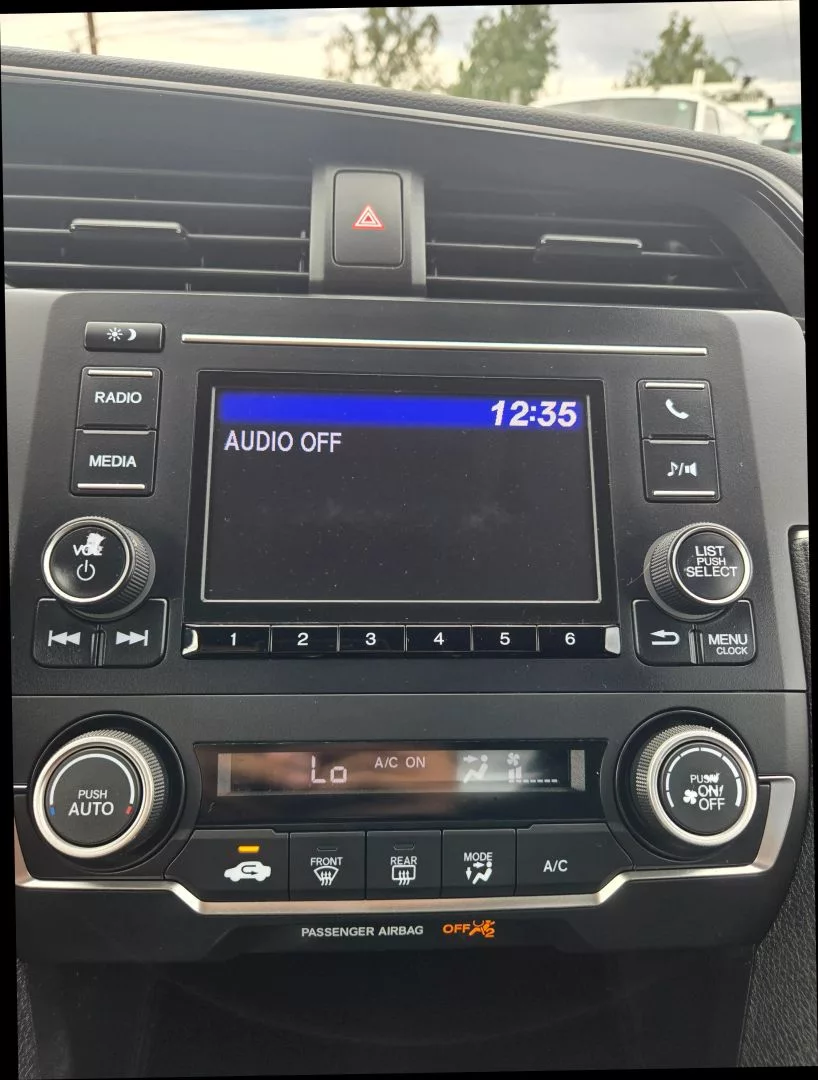 RADIO
MEDIA
12:35
AUDIO OFF
VOL
LIST
PUSH
SELECT
1 2 3 4 5 6
MENU
CLOCK
PUSH
AUTO
Lo
A/C ON
PUSH
ON/
OFF
FRONT
REAR
MODE
A/C
PASSENGER AIRBAG OFF